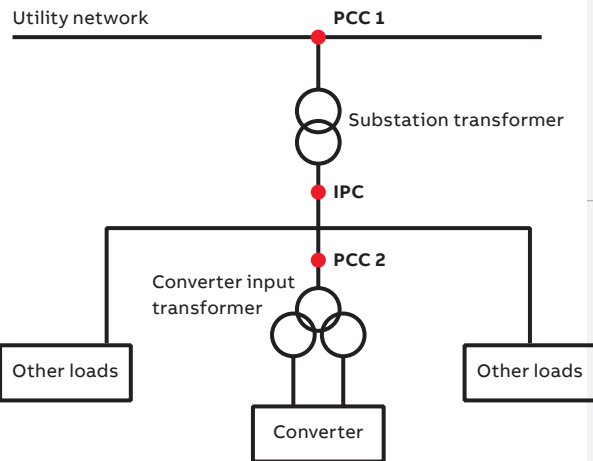 Utility network
PCC 1
Substation transformer
IPC
PCC 2
Converter input
transformer
Other loads
Other loads
Converter